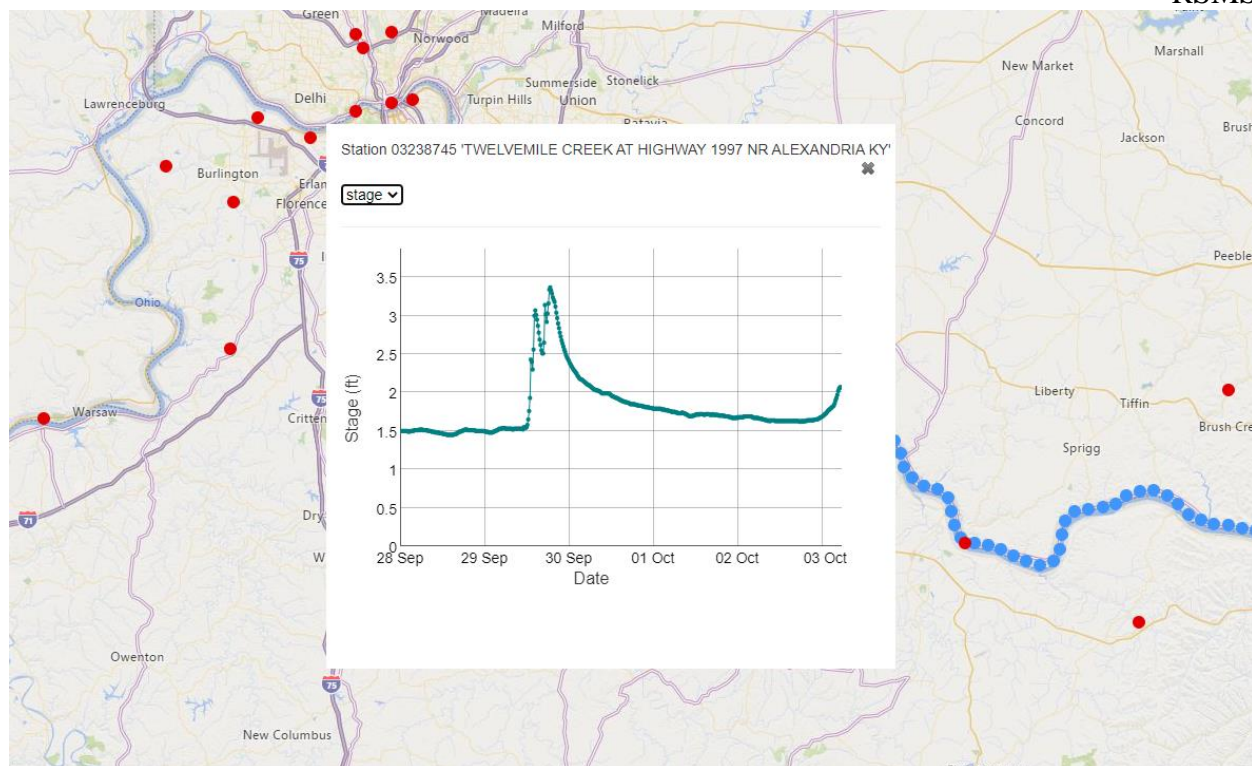 Green
Madeira
Milford
Norwood
Marshall
New Market
Summerside
Stonelick
Lawrenceburg
Delhi
Turpin Hills
Union
Concord
Batavia
Jackson
Station 03238745 'TWELVEMILE CREEK AT HIGHWAY 1997 NR ALEXANDRIA KY'
Burlington
Erlan
stage
Florence
75
Peeble
3.5
3
Ohio
2.5
Stage (ft)
2
75
Liberty
Tiffin
Warsaw
Critten
1.5
Brush Cre
Sprigg
1
71
Dry
0.5
0
28 Sep 29 Sep 30 Sep 01 Oct 02 Oct 03 Oct
Date
Owenton
75
New Columbus